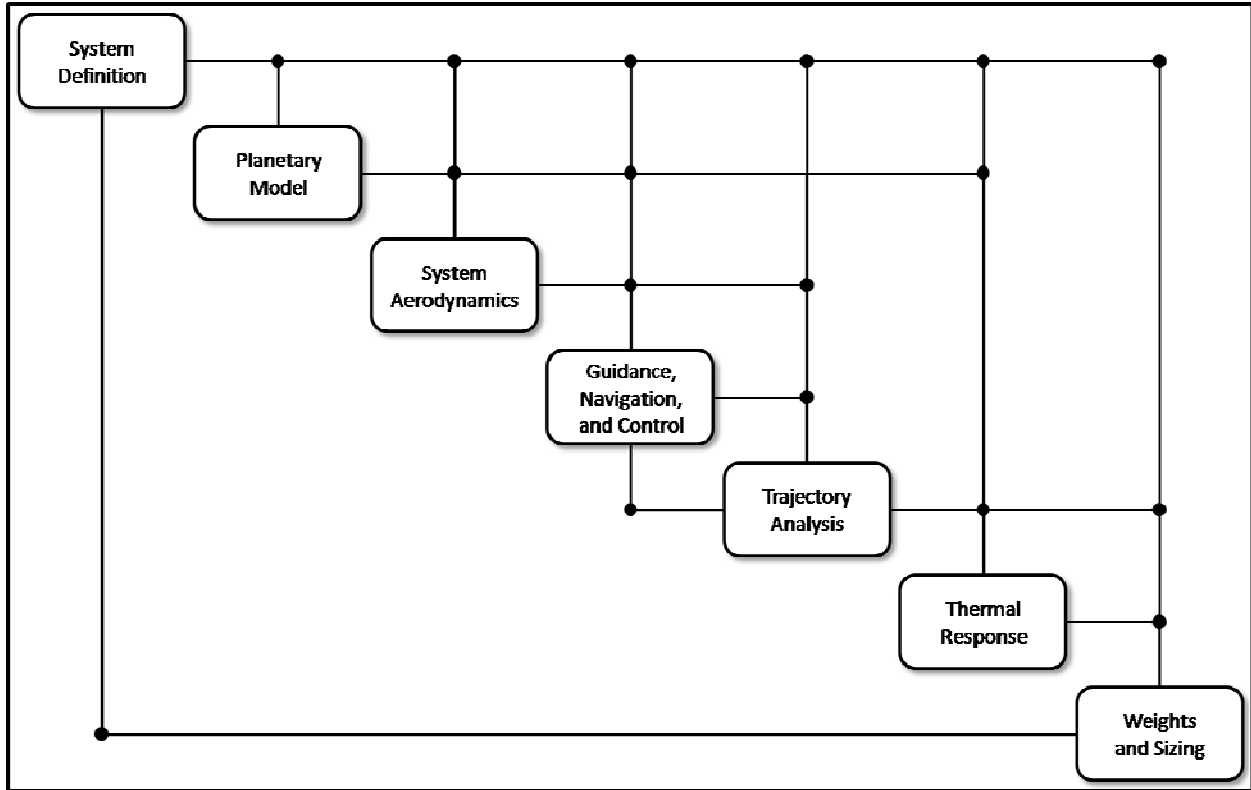 System
Definition
Planetary
Model
System
Aerodynamics
Guidance,
Navigation,
and Control
Trajectory
Analysis
Thermal
Response
Weights
and Sizing